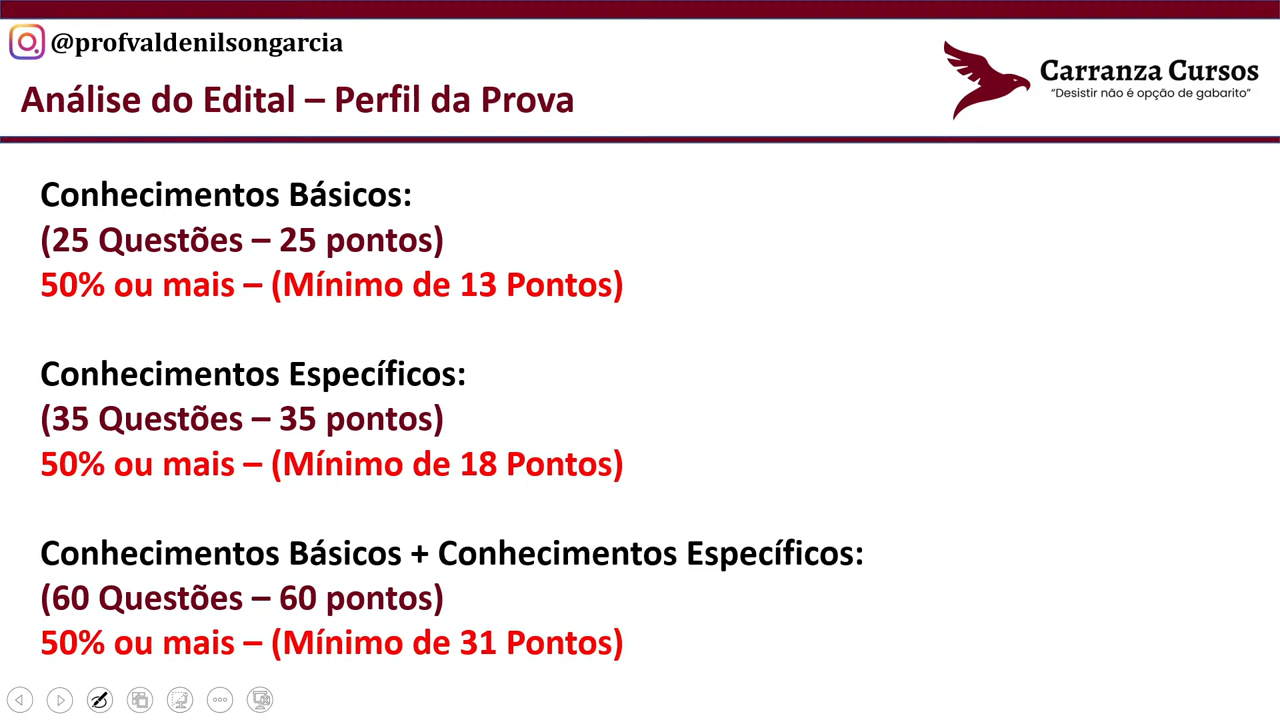 @profvaldenilsongarcia
Análise do Edital – Perfil da Prova
Carranza Cursos
“Desistir não é opção de gabarito”
Conhecimentos Básicos:
(25 Questões – 25 pontos)
50% ou mais – (Mínimo de 13 Pontos)
Conhecimentos Específicos:
(35 Questões – 35 pontos)
50% ou mais – (Mínimo de 18 Pontos)
Conhecimentos Básicos + Conhecimentos Específicos:
(60 Questões – 60 pontos)
50% ou mais – (Mínimo de 31 Pontos)